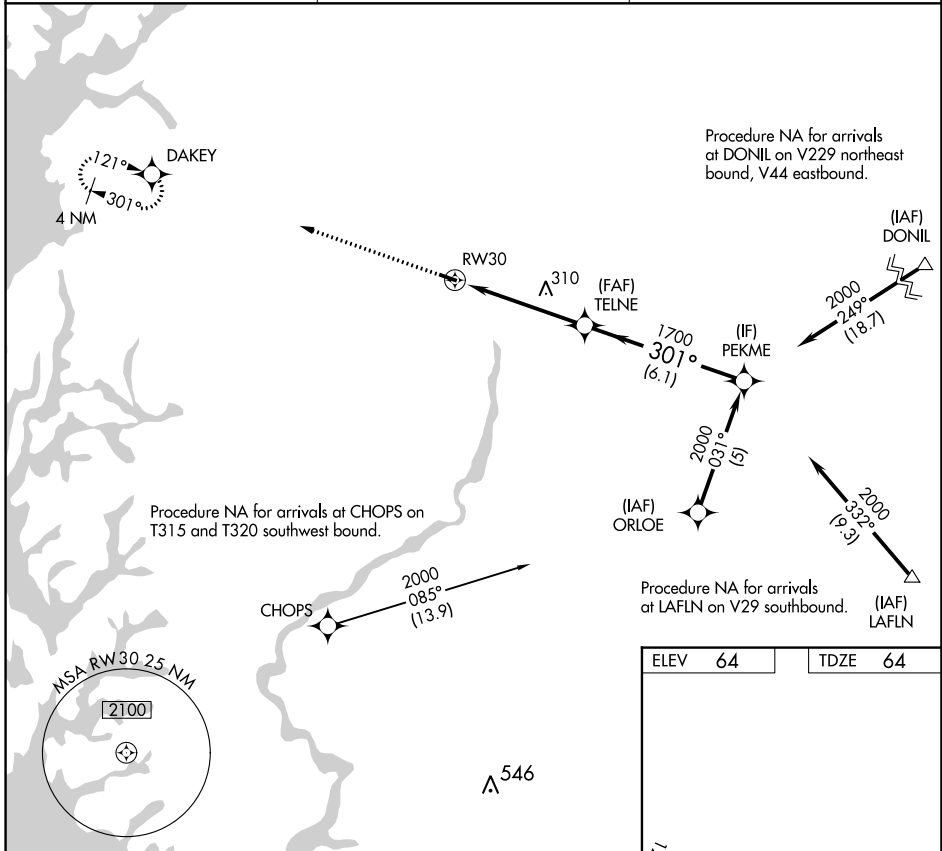 Procedure NA for arrivals
at DONIL on V229 northeast
bound, V44 eastbound.
121°
DAKEY
301°
4 NM
(IAF)
DONIL
RW30
310
(FAF)
TELNE
2000
249°
(18.7)
1700
301°
(6.1)
(IF)
PEKME
2000
031°
(5)
(IAF)
ORLOE
2000
332°
(9.3)
(IAF)
LAFLN
Procedure NA for arrivals at CHOPS on
T315 and T320 southwest bound.
CHOPS
2000
085°
(13.9)
Procedure NA for arrivals
at LAFLN on V29 southbound.
MSA RW30 25 NM
2100
546
ELEV 64
TDZE 64